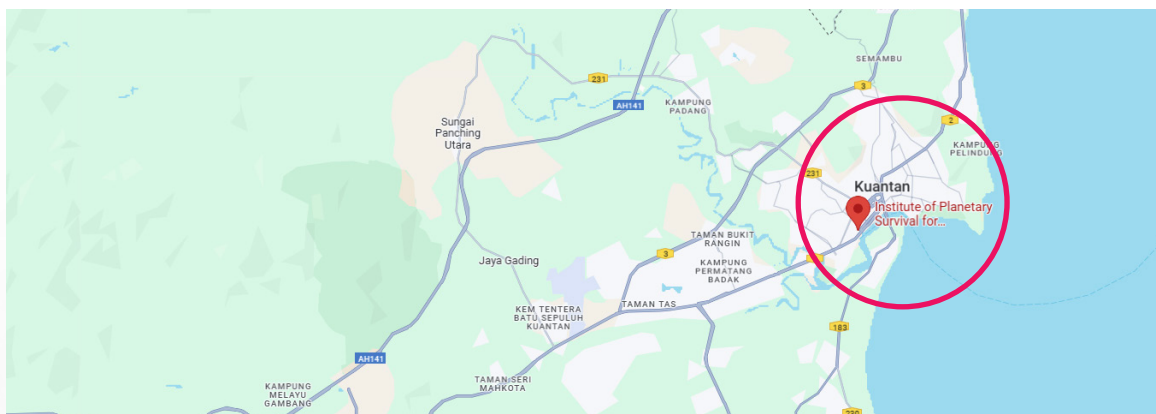 SEMAMBU
3
231
AH141
KAMPUNG
PADANG
2
Sungai
Panching
Utara
KAMPUNG
PELINDUNG
231
Kuantan
Institute of Planetary
Survival for...
TAMAN BUKIT
RANGIN
3
Jaya Gading
KAMPUNG
PERMATANG
BADAK
KEM TENTERA
BATU SEPULUH
KUANTAN
TAMAN TAS
183
AH141
TAMAN SERI
MAHKOTA
KAMPUNG
MELAYU
GAMBANG